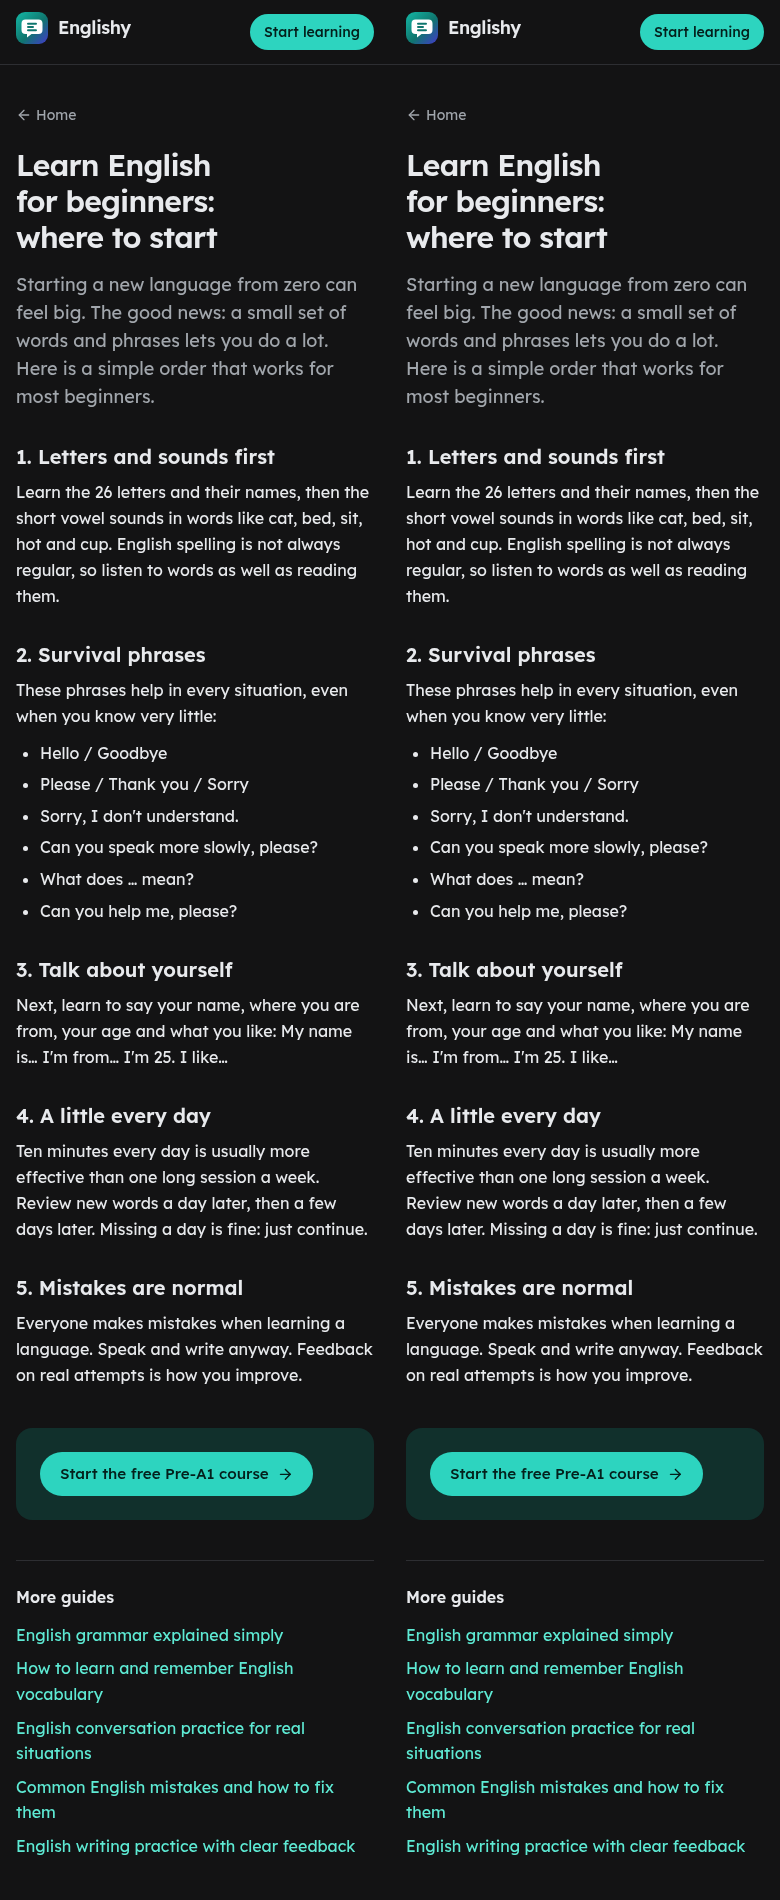 Englishy
Start learning
← Home
Learn English
for beginners:
where to start
Starting a new language from zero can
feel big. The good news: a small set of
words and phrases lets you do a lot.
Here is a simple order that works for
most beginners.
1. Letters and sounds first
Learn the 26 letters and their names, then the
short vowel sounds in words like cat, bed, sit,
hot and cup. English spelling is not always
regular, so listen to words as well as reading
them.
2. Survival phrases
These phrases help in every situation, even
when you know very little:
• Hello / Goodbye
• Please / Thank you / Sorry
• Sorry, I don't understand.
• Can you speak more slowly, please?
• What does … mean?
• Can you help me, please?
3. Talk about yourself
Next, learn to say your name, where you are
from, your age and what you like: My name
is… I'm from… I'm 25. I like…
4. A little every day
Ten minutes every day is usually more
effective than one long session a week.
Review new words a day later, then a few
days later. Missing a day is fine: just continue.
5. Mistakes are normal
Everyone makes mistakes when learning a
language. Speak and write anyway. Feedback
on real attempts is how you improve.
Start the free Pre-A1 course →
More guides
English grammar explained simply
How to learn and remember English
vocabulary
English conversation practice for real
situations
Common English mistakes and how to fix
them
English writing practice with clear feedback
Englishy
Start learning
← Home
Learn English
for beginners:
where to start
Starting a new language from zero can
feel big. The good news: a small set of
words and phrases lets you do a lot.
Here is a simple order that works for
most beginners.
1. Letters and sounds first
Learn the 26 letters and their names, then the
short vowel sounds in words like cat, bed, sit,
hot and cup. English spelling is not always
regular, so listen to words as well as reading
them.
2. Survival phrases
These phrases help in every situation, even
when you know very little:
• Hello / Goodbye
• Please / Thank you / Sorry
• Sorry, I don't understand.
• Can you speak more slowly, please?
• What does … mean?
• Can you help me, please?
3. Talk about yourself
Next, learn to say your name, where you are
from, your age and what you like: My name
is… I'm from… I'm 25. I like…
4. A little every day
Ten minutes every day is usually more
effective than one long session a week.
Review new words a day later, then a few
days later. Missing a day is fine: just continue.
5. Mistakes are normal
Everyone makes mistakes when learning a
language. Speak and write anyway. Feedback
on real attempts is how you improve.
Start the free Pre-A1 course →
More guides
English grammar explained simply
How to learn and remember English
vocabulary
English conversation practice for real
situations
Common English mistakes and how to fix
them
English writing practice with clear feedback